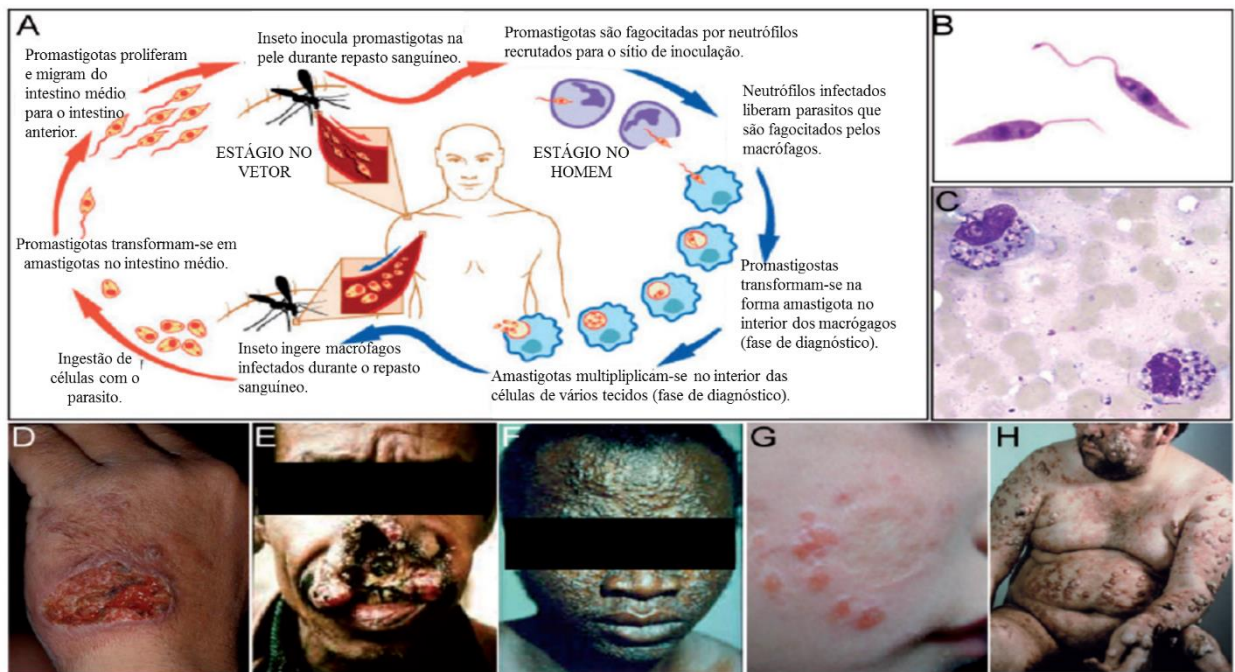 A
Promastigotas proliferam
e migram do
intestino médio
para o intestino
anterior.
Inseto inocula promastigotas na
pele durante repasto sanguíneo.
Promastigotas são fagocitadas por neutrófilos
recrutados para o sítio de inoculação.
Neutrófilos infectados
liberam parasitos que
são fagocitados pelos
macrófagos.
ESTÁGIO NO
VETOR
ESTÁGIO NO
HOMEM
Promastigotas transformam-se em
amastigotas no intestino médio.
Promastigostas
transformam-se na
forma amastigota no
interior dos macrógagos
(fase de diagnóstico).
Ingestão de
células com o
parasito.
Inseto ingere macrófagos
infectados durante o repasto
sanguíneo.
Amastigotas multipliplicam-se no interior das
células de vários tecidos (fase de diagnóstico).
B
C
D
E
F
G
H